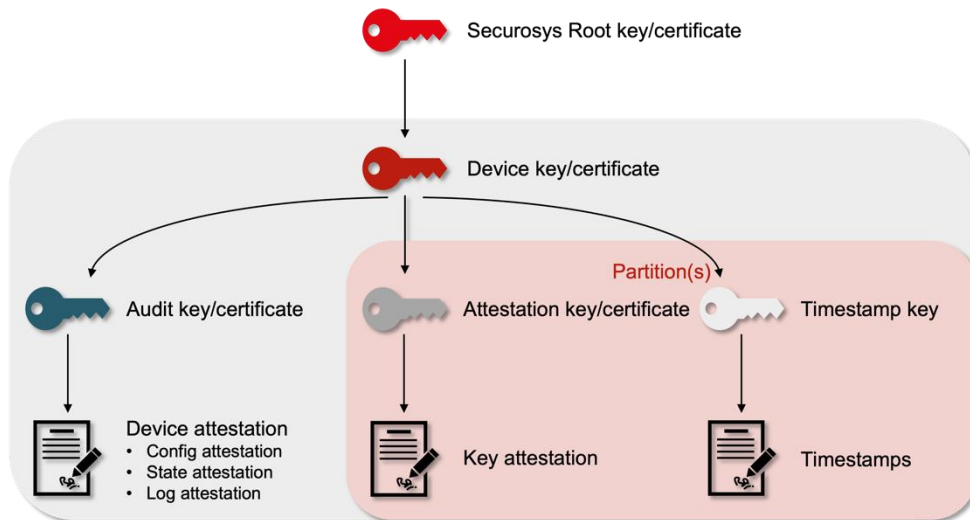 Securosys Root key/certificate
Device key/certificate
Partition(s)
Audit key/certificate
Attestation key/certificate
Timestamp key
Device attestation
• Config attestation
• State attestation
• Log attestation
Key attestation
Timestamps